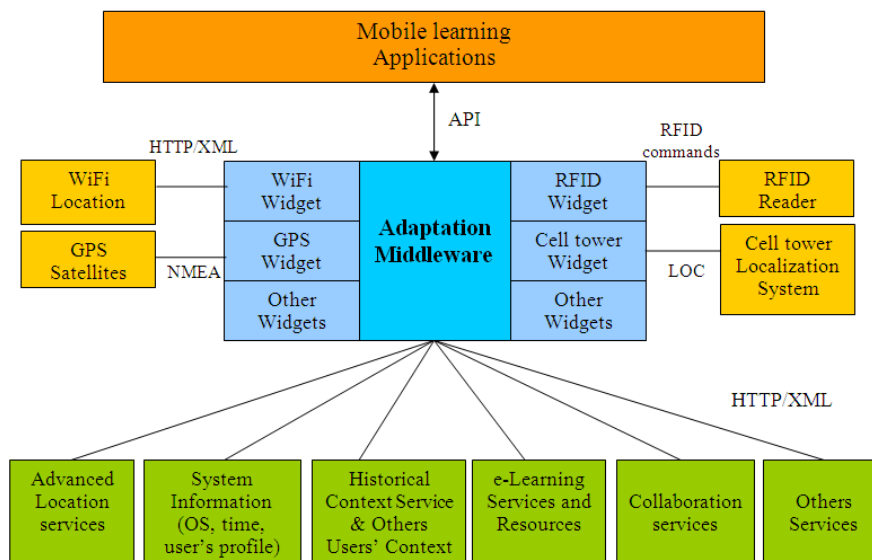 Mobile learning
Applications
API
HTTP/XML
RFID
commands
WiFi
Location
WiFi
Widget
RFID
Widget
RFID
Reader
GPS
Satellites
NMEA
GPS
Widget
Adaptation
Middleware
Cell tower
Widget
LOC
Cell tower
Localization
System
Other
Widgets
Other
Widgets
HTTP/XML
Advanced
Location
services
System
Information
(OS, time,
user's profile)
Historical
Context Service
& Others
Users' Context
e-Learning
Services and
Resources
Collaboration
services
Others
Services